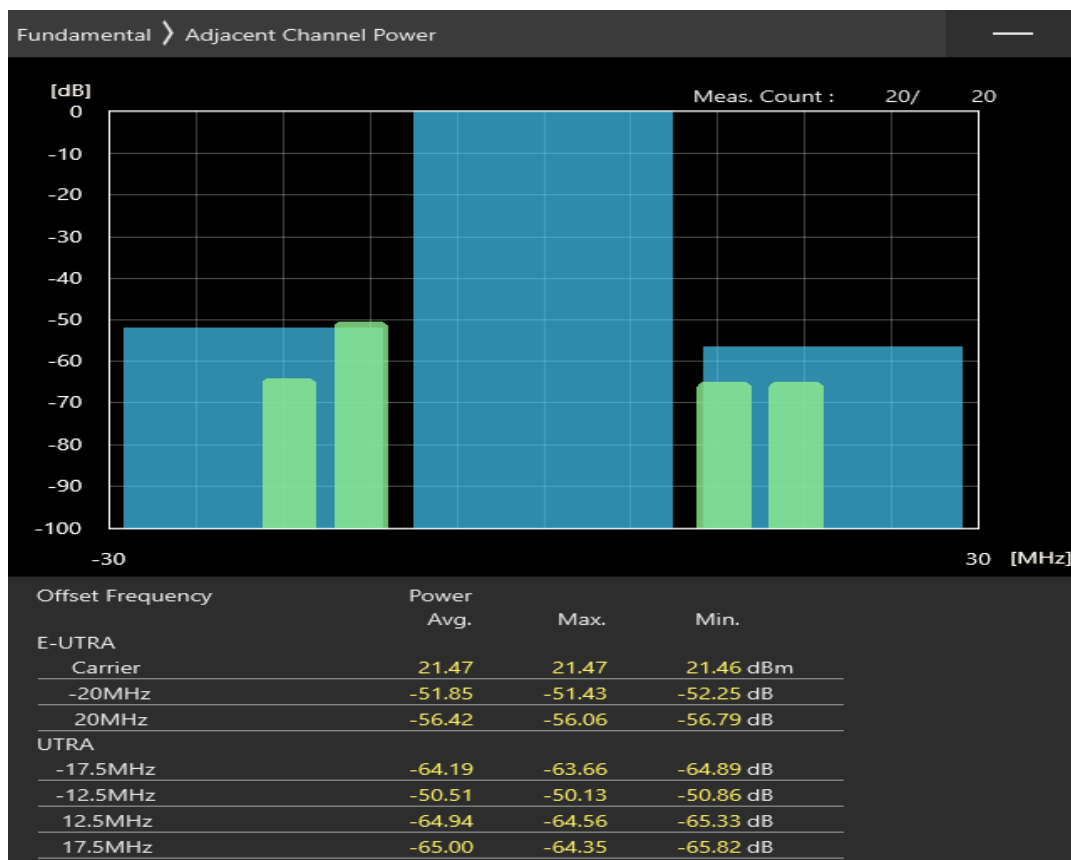 Fundamental ❯ Adjacent Channel Power
[dB]
Meas. Count : 20/ 20
0
-10
-20
-30
-40
-50
-60
-70
-80
-90
-100
-30 30 [MHz]
Offset Frequency Power
Avg. Max. Min.
E-UTRA
Carrier 21.47 21.47 21.46 dBm
-20MHz -51.85 -51.43 -52.25 dB
20MHz -56.42 -56.06 -56.79 dB
UTRA
-17.5MHz -64.19 -63.66 -64.89 dB
-12.5MHz -50.51 -50.13 -50.86 dB
12.5MHz -64.94 -64.56 -65.33 dB
17.5MHz -65.00 -64.35 -65.82 dB